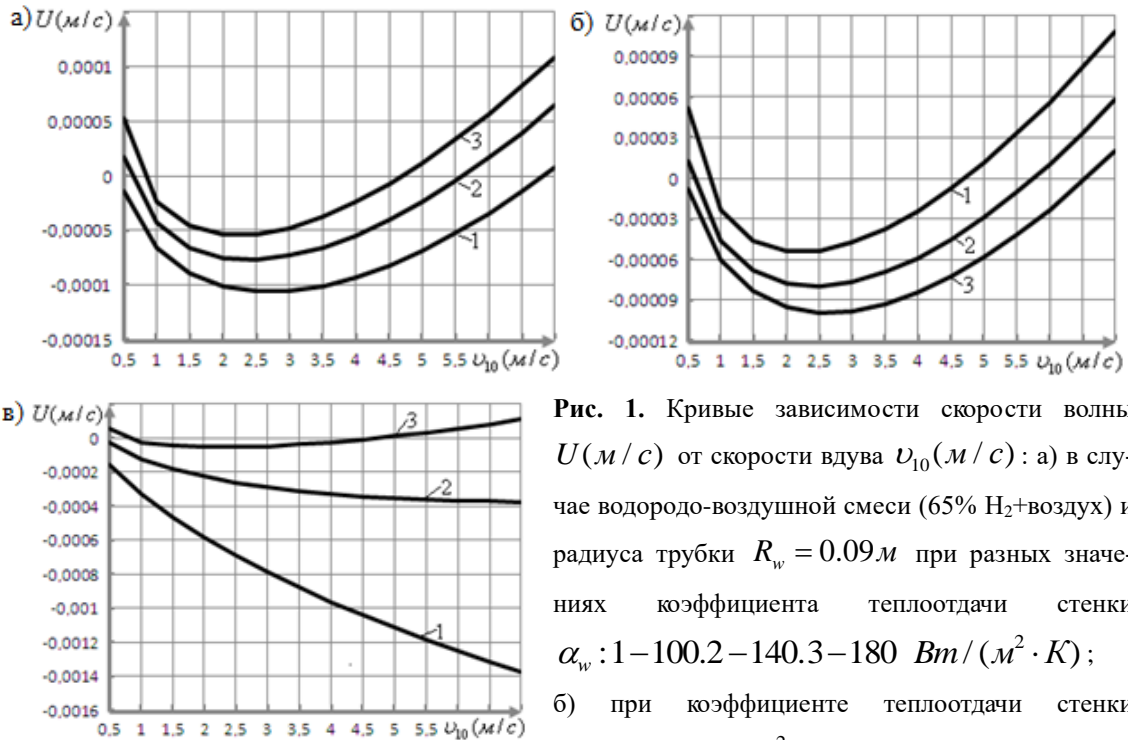 а) U(м/с)
0,0001
0,00005
0
-0,00005
-0,0001
-0,00015
0,5 1 1,5 2 2,5 3 3,5 4 4,5 5 5,5 υ₁₀(м/с)
3
2
1
б) U(м/с)
0,00009
0,00006
0,00003
0
-0,00003
-0,00006
-0,00009
-0,00012
0,5 1 1,5 2 2,5 3 3,5 4 4,5 5 5,5 υ₁₀(м/с)
1
2
3
в) U(м/с)
0
-0,0002
-0,0004
-0,0006
-0,0008
-0,001
-0,0012
-0,0014
-0,0016
0,5 1 1,5 2 2,5 3 3,5 4 4,5 5 5,5 υ₁₀(м/с)
3
2
1
Рис. 1. Кривые зависимости скорости волны
U(м/с) от скорости вдува υ₁₀(м/с): а) в слу-
чае водородо-воздушной смеси (65% H₂+воздух) и
радиуса трубки R_w = 0.09м при разных значе-
ниях коэффициента теплоотдачи стенки
α_w : 1−100.2−140.3−180 Вт/(м² · К);
б) при коэффициенте теплоотдачи стенки